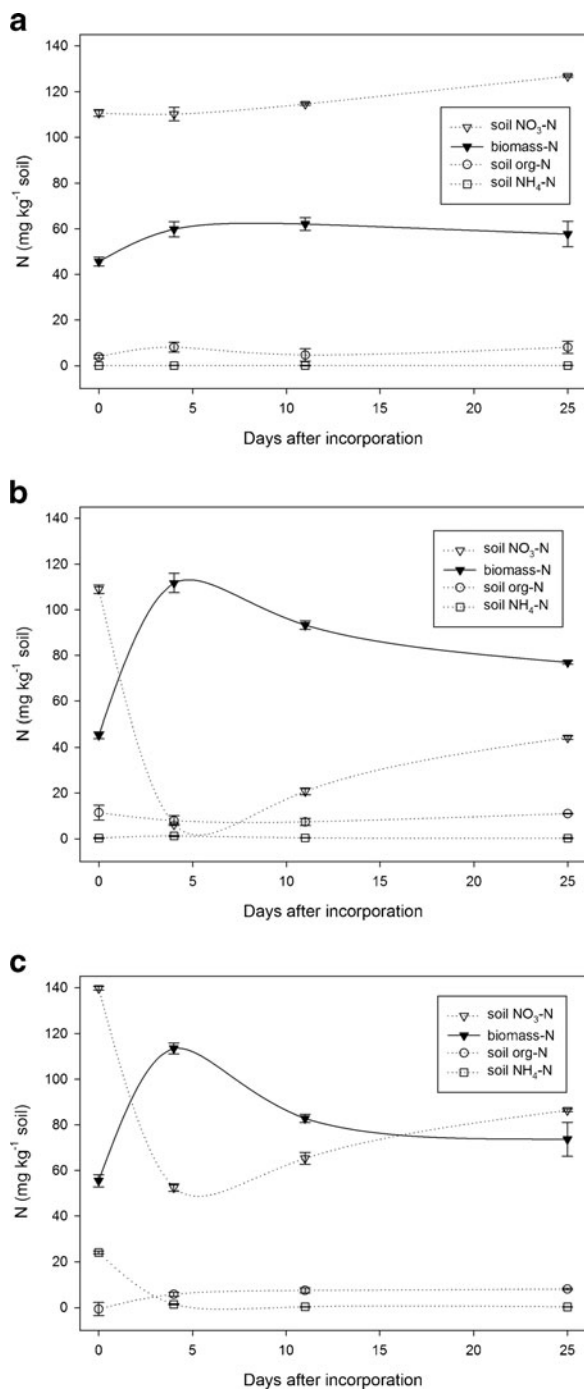 a
140
120
100
80
60
40
20
0
N (mg kg⁻¹ soil)
soil NO₃-N
biomass-N
soil org-N
soil NH₄-N
0 5 10 15 20 25
Days after incorporation
b
140
120
100
80
60
40
20
0
N (mg kg⁻¹ soil)
soil NO₃-N
biomass-N
soil org-N
soil NH₄-N
0 5 10 15 20 25
Days after incorporation
c
140
120
100
80
60
40
20
0
N (mg kg⁻¹ soil)
soil NO₃-N
biomass-N
soil org-N
soil NH₄-N
0 5 10 15 20 25
Days after incorporation